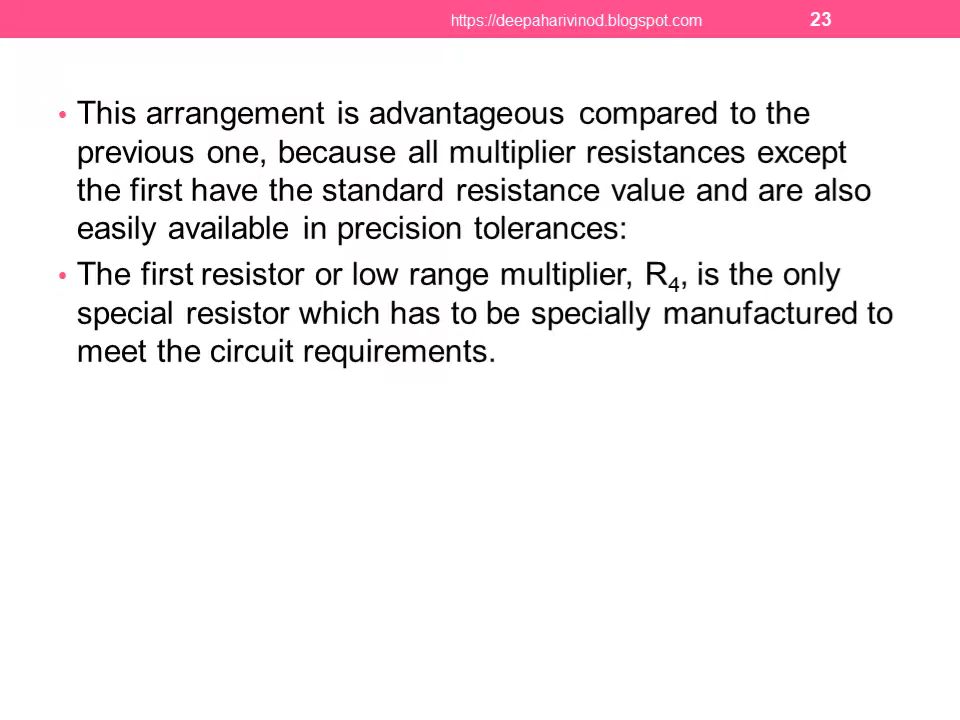 https://deepaharivinod.blogspot.com 23
• This arrangement is advantageous compared to the
previous one, because all multiplier resistances except
the first have the standard resistance value and are also
easily available in precision tolerances:
• The first resistor or low range multiplier, R4, is the only
special resistor which has to be specially manufactured to
meet the circuit requirements.